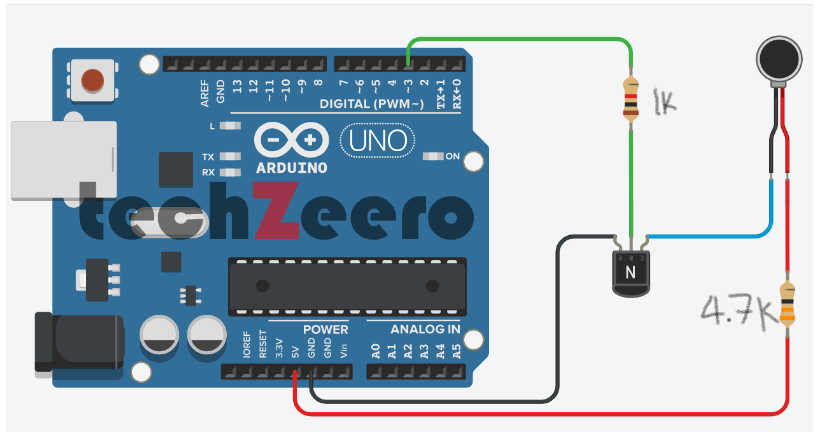 AREF
GND
13
12
~11
~10
~9
8
7
~6
~5
4
~3
2
TX→1
RX←0
DIGITAL (PWM~)
1K
L
TX
RX
UNO
ON
ARDUINO
techZeero
N
4.7K
POWER
ANALOG IN
IOREF
RESET
3.3V
5V
GND
GND
Vin
A0
A1
A2
A3
A4
A5